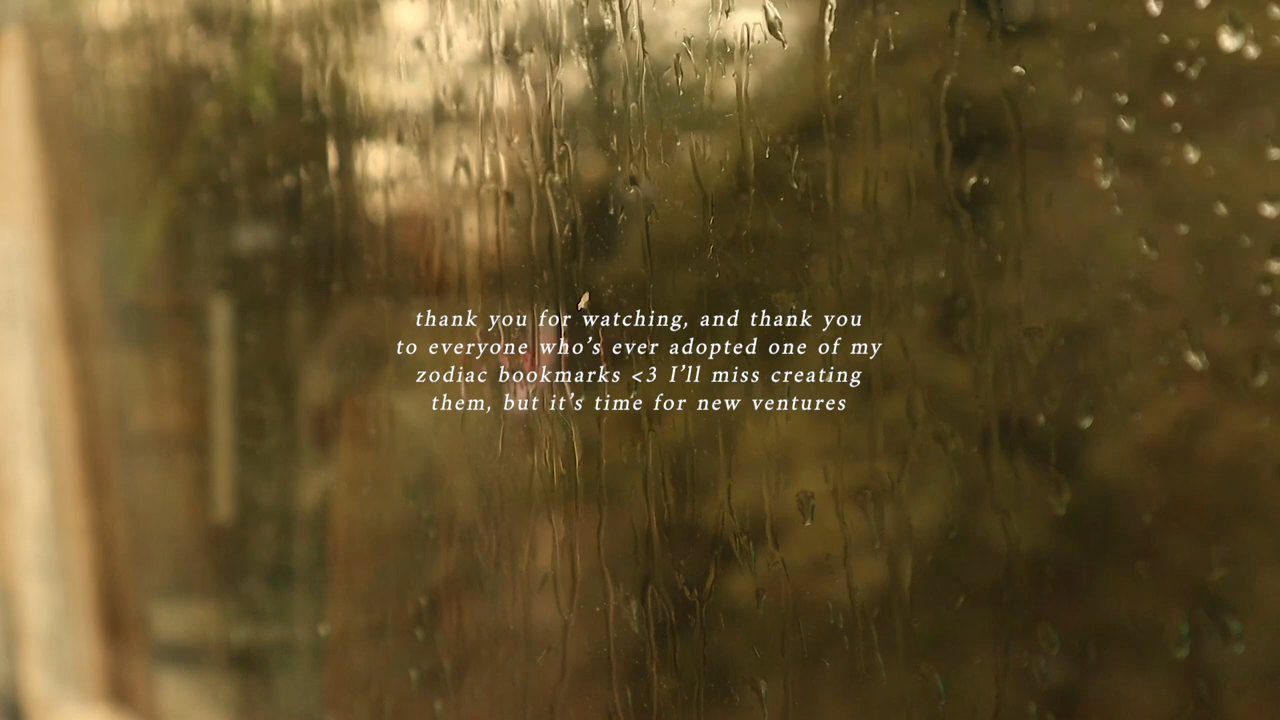 thank you for watching, and thank you
to everyone who's ever adopted one of my
zodiac bookmarks <3 I'll miss creating
them, but it's time for new ventures